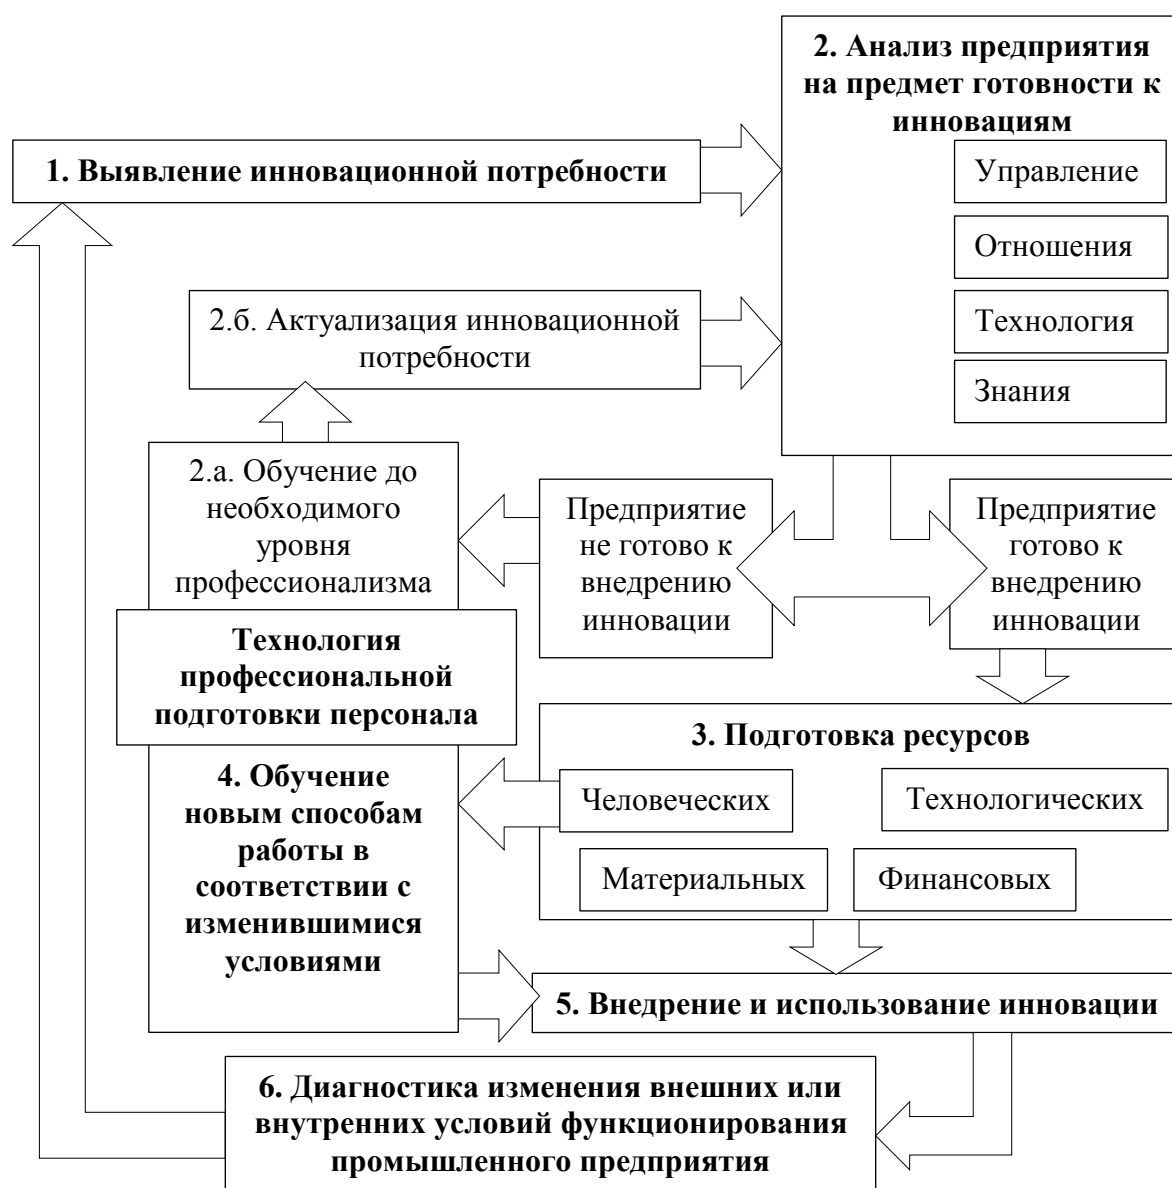 2. Анализ предприятия
на предмет готовности к
инновациям
Управление
Отношения
Технология
Знания
1. Выявление инновационной потребности
2.б. Актуализация инновационной
потребности
2.а. Обучение до
необходимого
уровня
профессионализма
Предприятие
не готово к
внедрению
инновации
Предприятие
готово к
внедрению
инновации
Технология
профессиональной
подготовки персонала
3. Подготовка ресурсов
Человеческих
Технологических
Материальных
Финансовых
4. Обучение
новым способам
работы в
соответствии с
изменившимися
условиями
5. Внедрение и использование инновации
6. Диагностика изменения внешних или
внутренних условий функционирования
промышленного предприятия